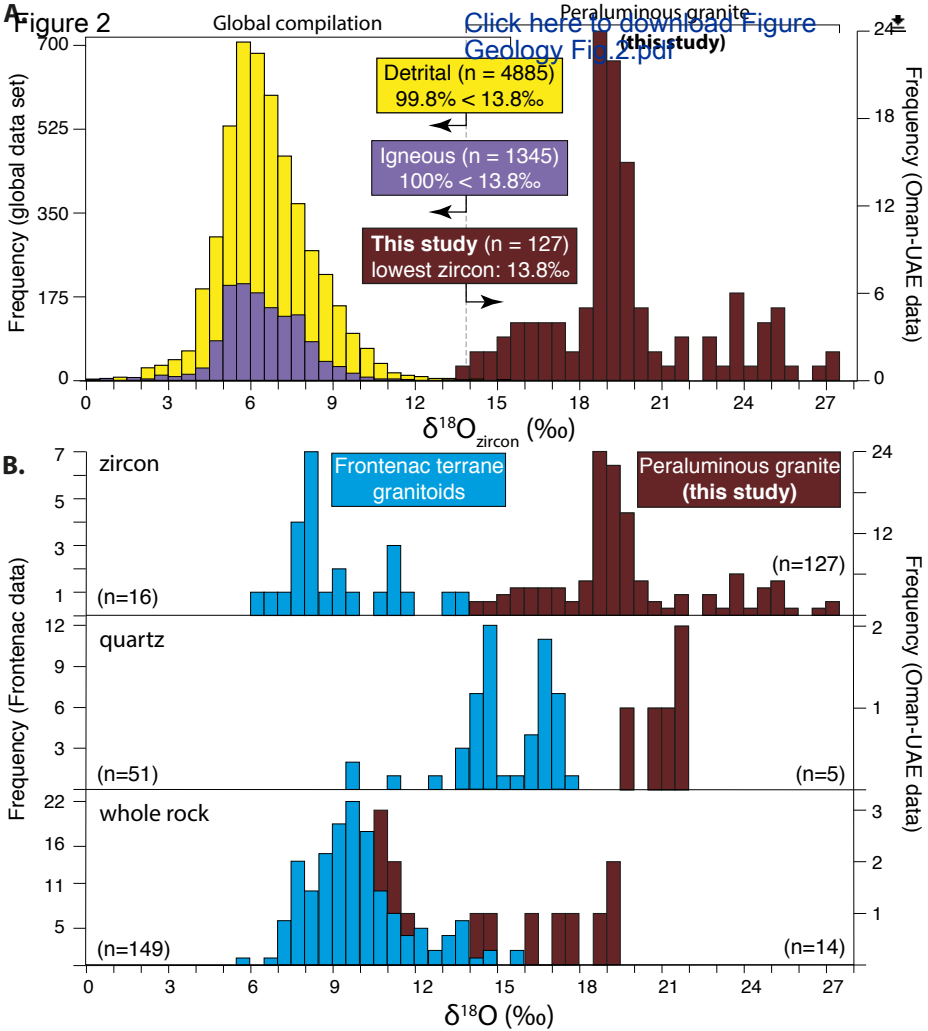 A.
Figure 2
Global compilation
Peraluminous granite
(this study)
Click here to download Figure
Geology Fig.2.pdf
Detrital (n = 4885)
99.8% < 13.8‰
Igneous (n = 1345)
100% < 13.8‰
This study (n = 127)
lowest zircon: 13.8‰
Frequency (global data set)
700
525
350
175
0
Frequency (Oman-UAE data)
24
18
12
6
0
0 3 6 9 12 15 18 21 24 27
δ¹⁸Ozircon (‰)
B.
zircon
Frontenac terrane
granitoids
Peraluminous granite
(this study)
(n=16)
(n=127)
7
5
3
1
24
12
quartz
(n=51)
(n=5)
12
9
6
3
2
1
whole rock
(n=149)
(n=14)
22
16
11
5
3
2
1
Frequency (Frontenac data)
Frequency (Oman-UAE data)
0 3 6 9 12 15 18 21 24 27
δ¹⁸O (‰)